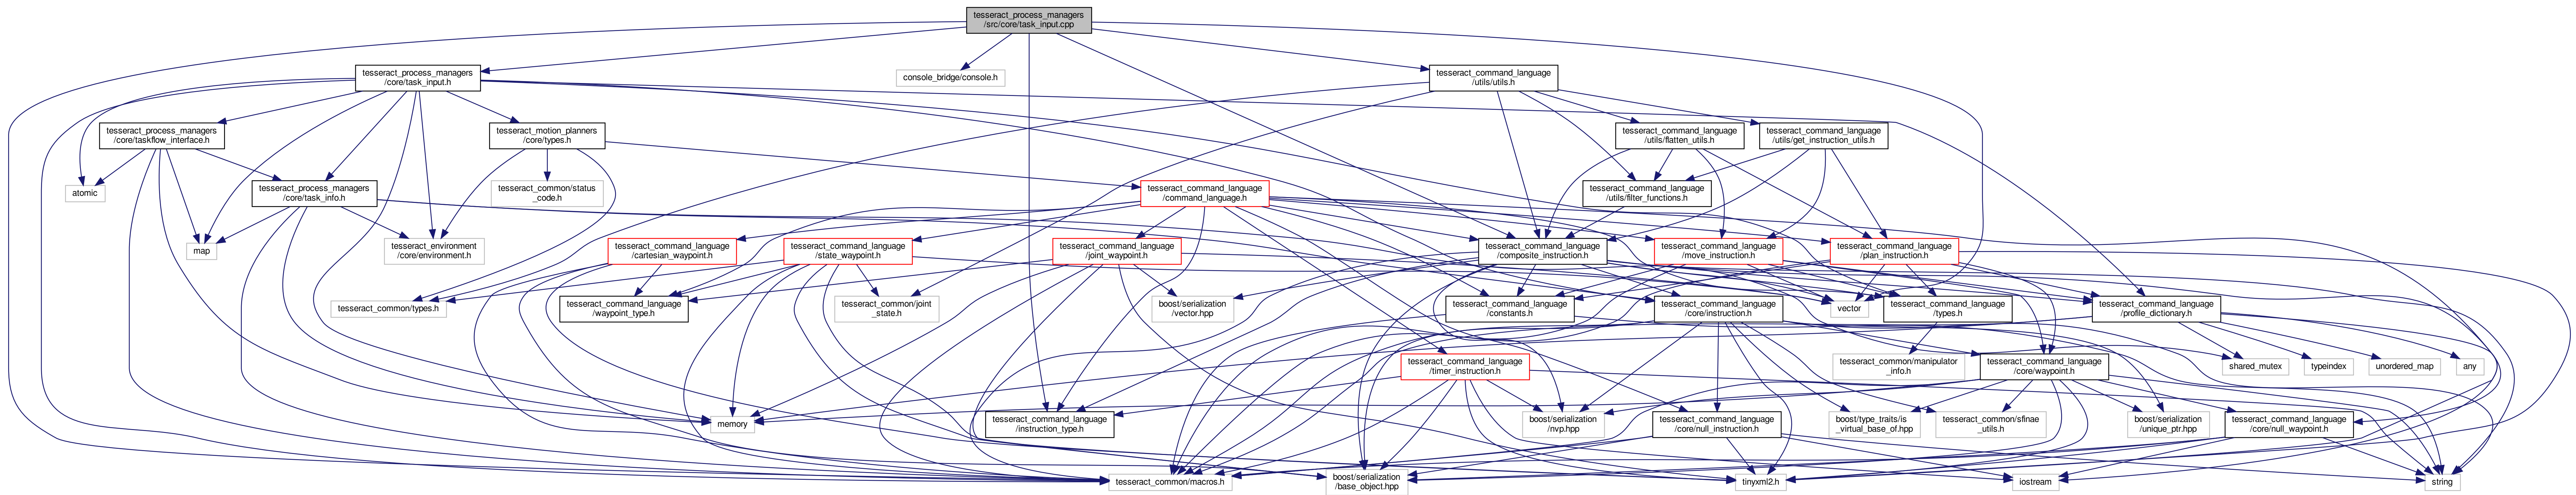 tesseract_process_managers
/src/core/task_input.cpp
tesseract_process_managers
/core/task_input.h
console_bridge/console.h
tesseract_command_language
/utils/utils.h
tesseract_process_managers
/core/taskflow_interface.h
tesseract_motion_planners
/core/types.h
tesseract_command_language
/utils/flatten_utils.h
tesseract_command_language
/utils/get_instruction_utils.h
atomic
tesseract_process_managers
/core/task_info.h
tesseract_common/status
_code.h
tesseract_command_language
/command_language.h
tesseract_command_language
/utils/filter_functions.h
map
tesseract_environment
/core/environment.h
tesseract_command_language
/cartesian_waypoint.h
tesseract_command_language
/state_waypoint.h
tesseract_command_language
/joint_waypoint.h
tesseract_command_language
/composite_instruction.h
tesseract_command_language
/move_instruction.h
tesseract_command_language
/plan_instruction.h
tesseract_common/types.h
tesseract_command_language
/waypoint_type.h
tesseract_common/joint
_state.h
boost/serialization
/vector.hpp
tesseract_command_language
/constants.h
tesseract_command_language
/core/instruction.h
vector
tesseract_command_language
/types.h
tesseract_command_language
/profile_dictionary.h
tesseract_command_language
/timer_instruction.h
tesseract_common/manipulator
_info.h
tesseract_command_language
/core/waypoint.h
shared_mutex
typeindex
unordered_map
any
memory
tesseract_command_language
/instruction_type.h
boost/serialization
/nvp.hpp
tesseract_command_language
/core/null_instruction.h
boost/type_traits/is
_virtual_base_of.hpp
tesseract_common/sfinae
_utils.h
boost/serialization
/unique_ptr.hpp
tesseract_command_language
/core/null_waypoint.h
tesseract_common/macros.h
boost/serialization
/base_object.hpp
tinyxml2.h
iostream
string